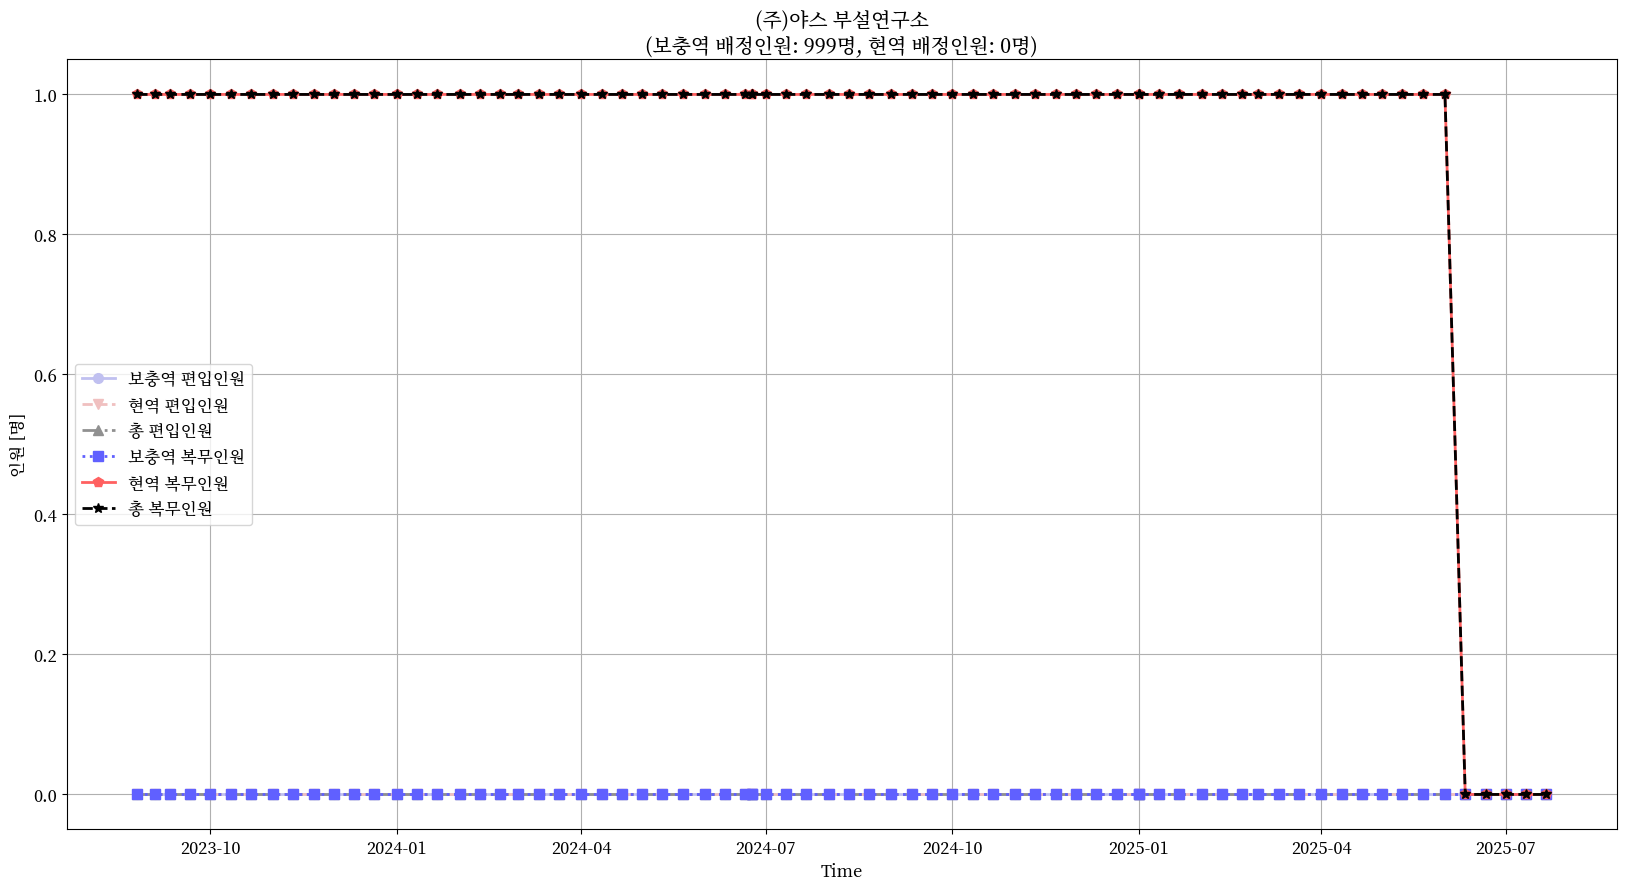 (주)야스 부설연구소
(보충역 배정인원: 999명, 현역 배정인원: 0명)
1.0
0.8
0.6
0.4
0.2
0.0
인원 [명]
보충역 편입인원
현역 편입인원
총 편입인원
보충역 복무인원
현역 복무인원
총 복무인원
2023-10
2024-01
2024-04
2024-07
2024-10
2025-01
2025-04
2025-07
Time